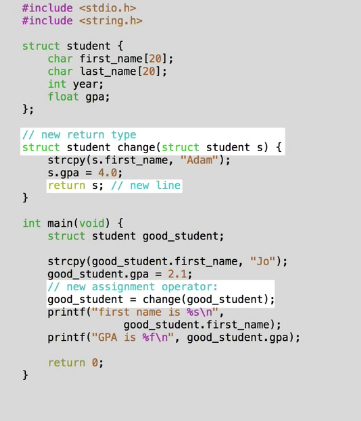 #include <stdio.h>
#include <string.h>
struct student {
char first_name[20];
char last_name[20];
int year;
float gpa;
};
// new return type
struct student change(struct student s) {
strcpy(s.first_name, "Adam");
s.gpa = 4.0;
return s; // new line
}
int main(void) {
struct student good_student;
strcpy(good_student.first_name, "Jo");
good_student.gpa = 2.1;
// new assignment operator:
good_student = change(good_student);
printf("first name is %s\n",
good_student.first_name);
printf("GPA is %f\n", good_student.gpa);
return 0;
}